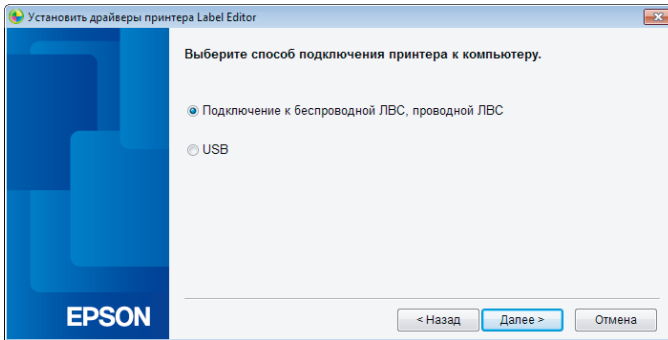 Установить драйверы принтера Label Editor
Выберите способ подключения принтера к компьютеру.
Подключение к беспроводной ЛВС, проводной ЛВС
USB
EPSON
< Назад
Далее >
Отмена